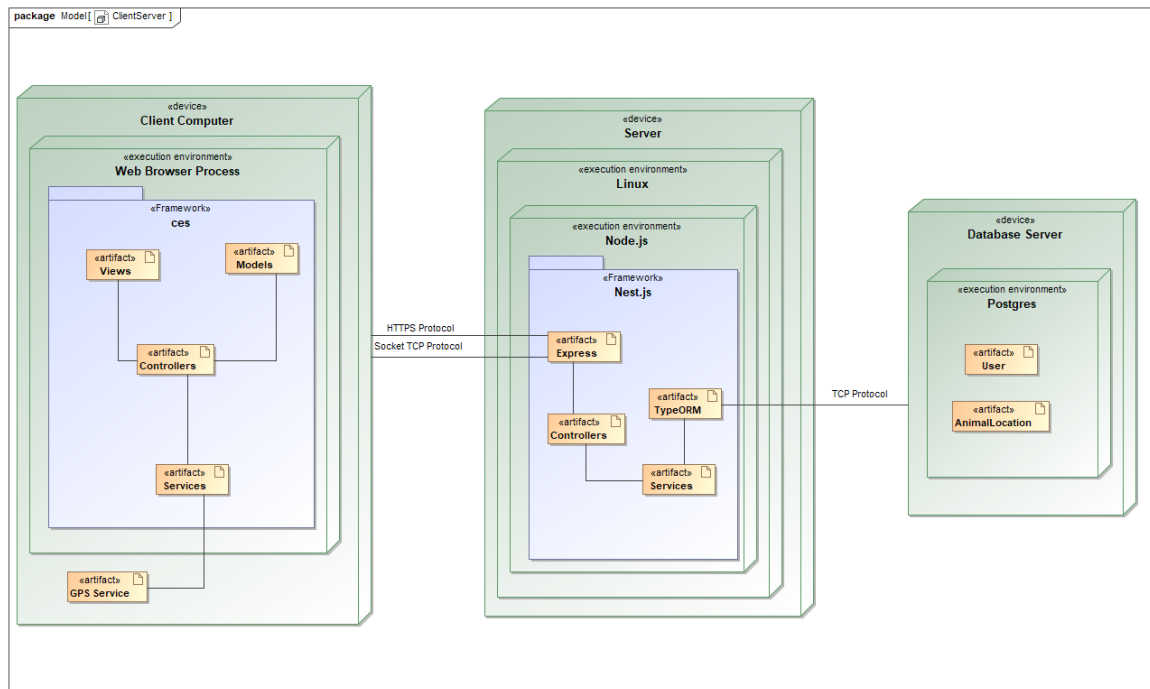 package Model[ ClientServer ]
«device»
Client Computer
«execution environment»
Web Browser Process
«Framework»
ces
«artifact»
Views
«artifact»
Models
«artifact»
Controllers
«artifact»
Services
«artifact»
GPS Service
HTTPS Protocol
Socket TCP Protocol
«device»
Server
«execution environment»
Linux
«execution environment»
Node.js
«Framework»
Nest.js
«artifact»
Express
«artifact»
TypeORM
«artifact»
Controllers
«artifact»
Services
TCP Protocol
«device»
Database Server
«execution environment»
Postgres
«artifact»
User
«artifact»
AnimalLocation